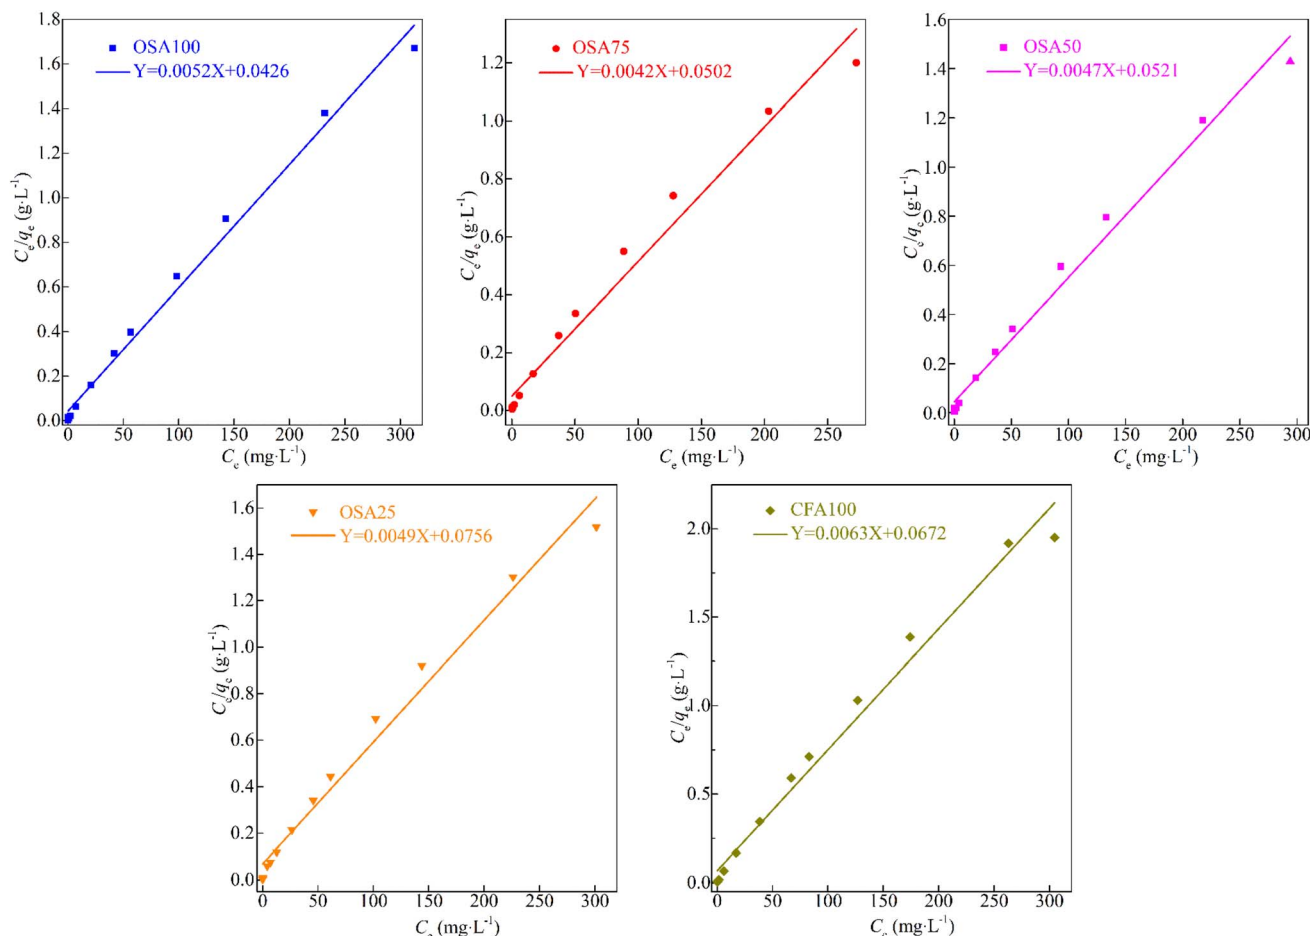 OSA100
Y=0.0052X+0.0426
1.8
1.6
1.4
1.2
1.0
0.8
0.6
0.4
0.2
0.0
Ce/qe (g·L-1)
0 50 100 150 200 250 300
Cc (mg·L-1)
OSA75
Y=0.0042X+0.0502
1.2
1.0
0.8
0.6
0.4
0.2
0.0
Ce/qe (g·L-1)
0 50 100 150 200 250
Ce (mg·L-1)
OSA50
Y=0.0047X+0.0521
1.6
1.4
1.2
1.0
0.8
0.6
0.4
0.2
0.0
Cc/qc (g·L-1)
0 50 100 150 200 250 300
Ce (mg·L-1)
OSA25
Y=0.0049X+0.0756
1.6
1.4
1.2
1.0
0.8
0.6
0.4
0.2
0.0
Cc/qc (g·L-1)
0 50 100 150 200 250 300
Ce (mg·L-1)
CFA100
Y=0.0063X+0.0672
2.0
1.5
1.0
0.5
0.0
Ce/qe (g·L-1)
0 50 100 150 200 250 300
Cc (mg·L-1)